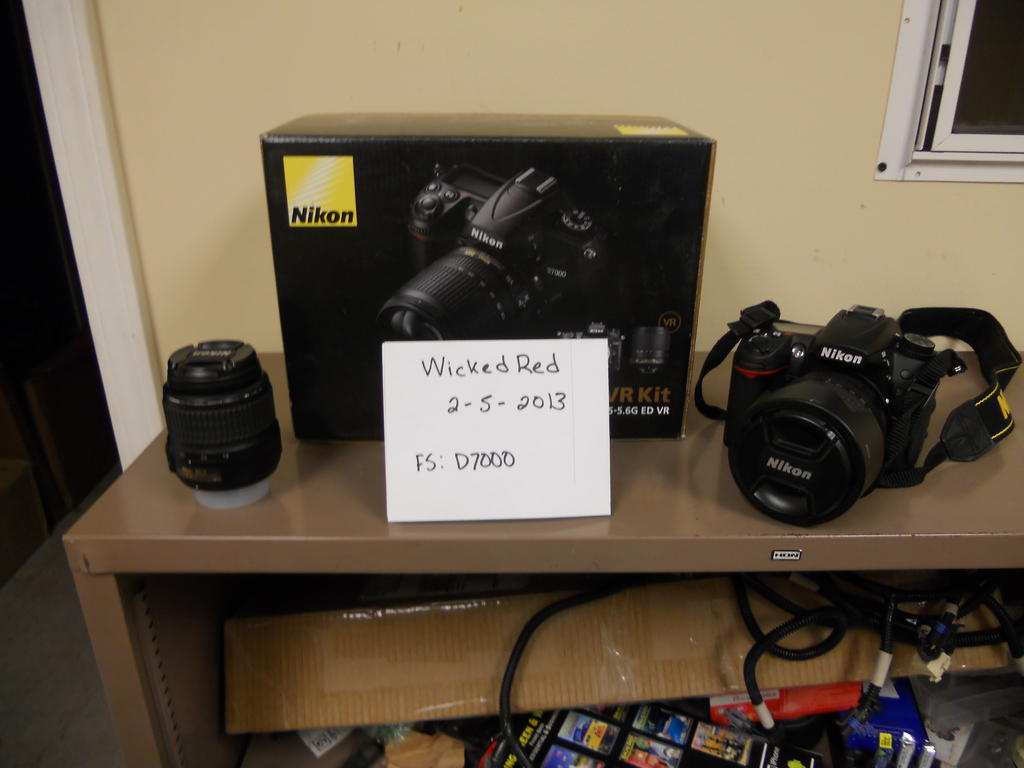 Nikon
Nikon
D7000
VR
VR Kit
5-5.6G ED VR
Wicked Red
2-5-2013
FS: D7000
Nikon
Nikon
HON